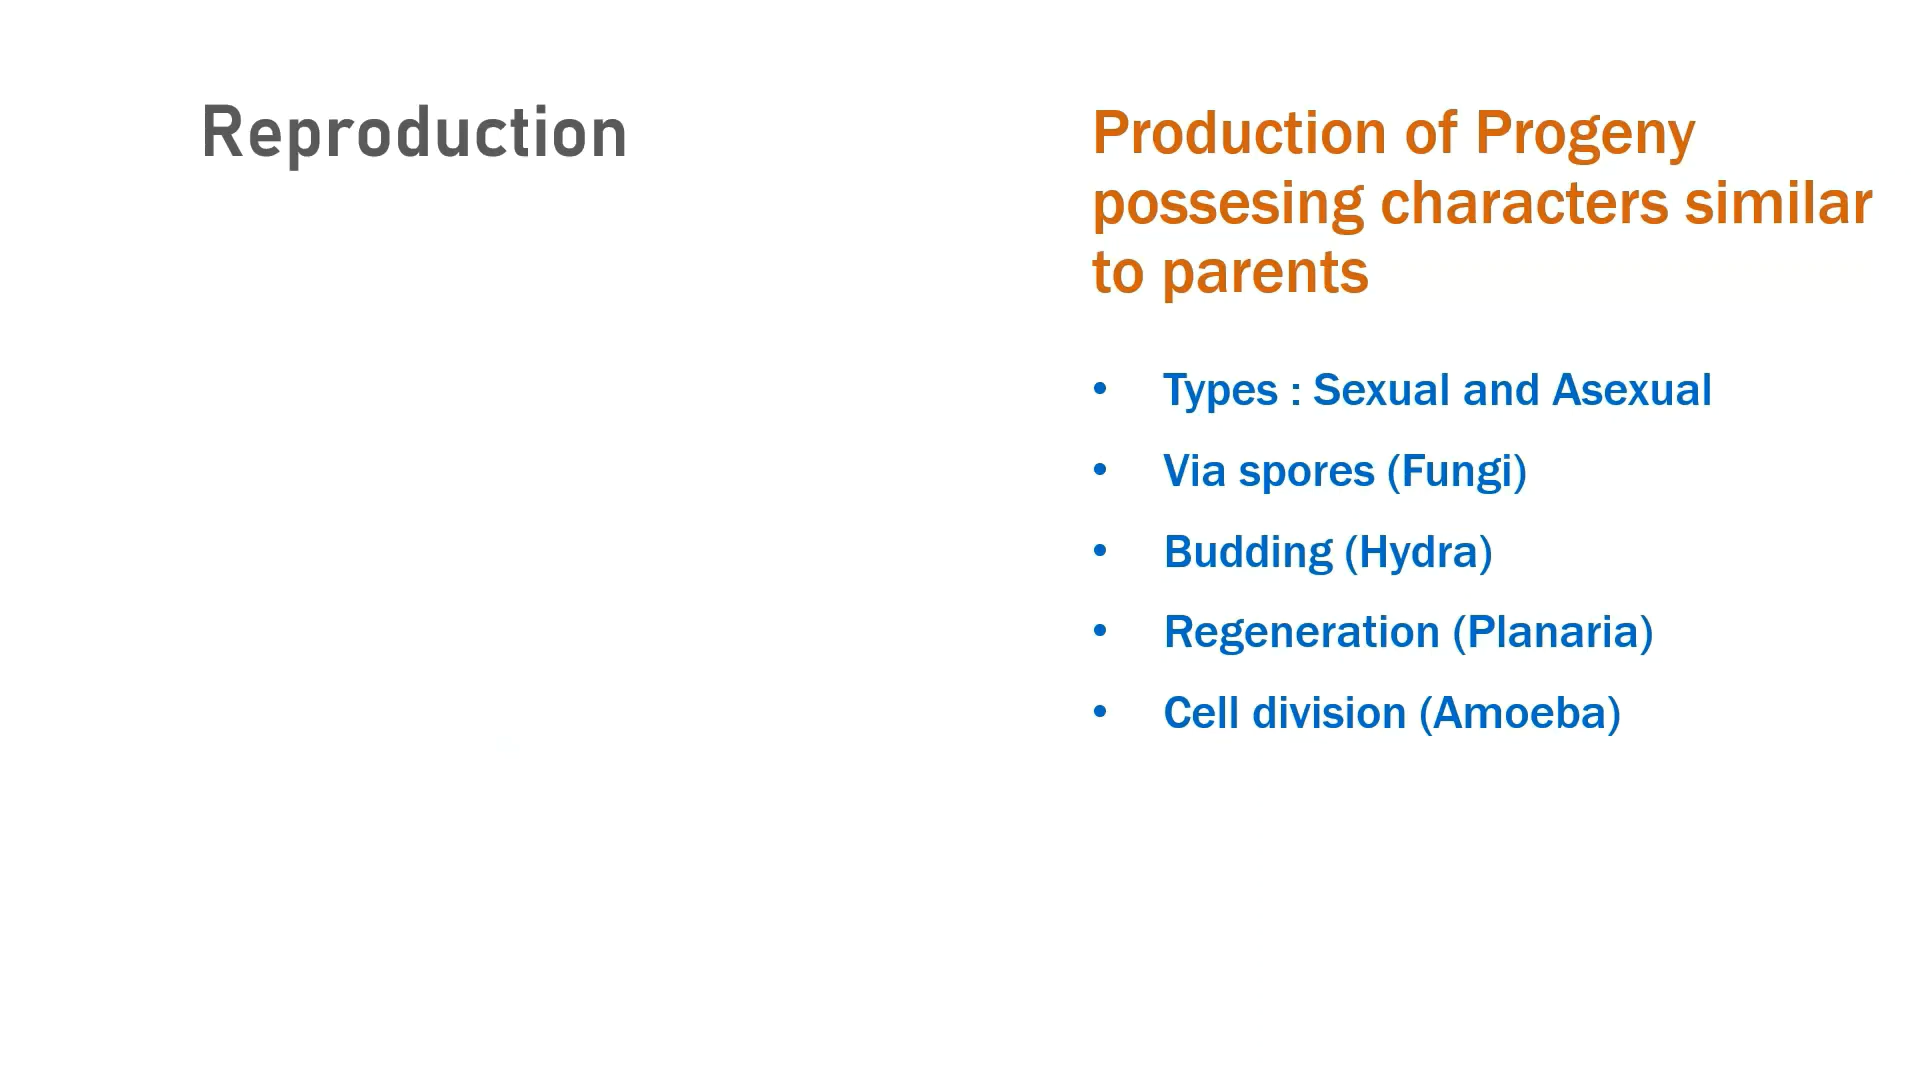 Reproduction
Production of Progeny
possesing characters similar
to parents
• Types : Sexual and Asexual
• Via spores (Fungi)
• Budding (Hydra)
• Regeneration (Planaria)
• Cell division (Amoeba)